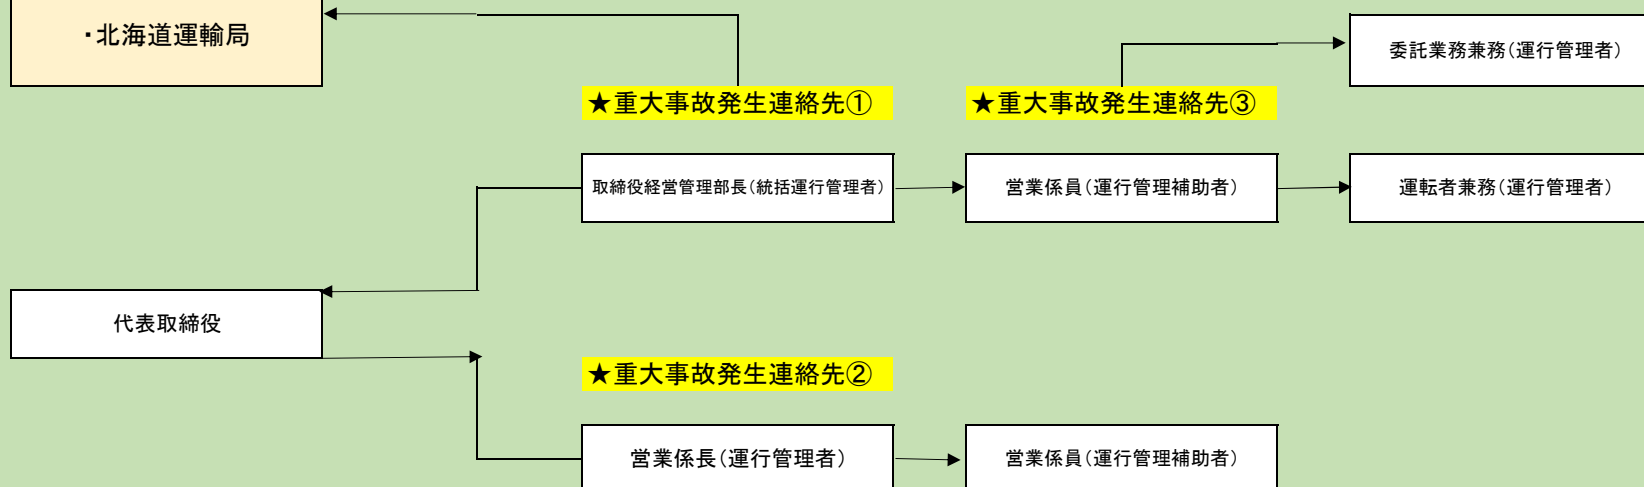 ・北海道運輸局
委託業務兼務(運行管理者)
★重大事故発生連絡先①
★重大事故発生連絡先③
取締役経営管理部長(統括運行管理者)
営業係員(運行管理補助者)
運転者兼務(運行管理者)
代表取締役
★重大事故発生連絡先②
営業係長(運行管理者)
営業係員(運行管理補助者)